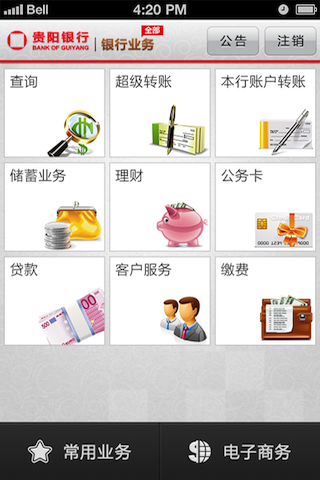 Bell
4:20 PM
贵阳银行
BANK OF GUIYANG
银行业务
全部
公告
注销
查询
超级转账
本行账户转账
储蓄业务
理财
公务卡
贷款
客户服务
缴费
常用业务
电子商务